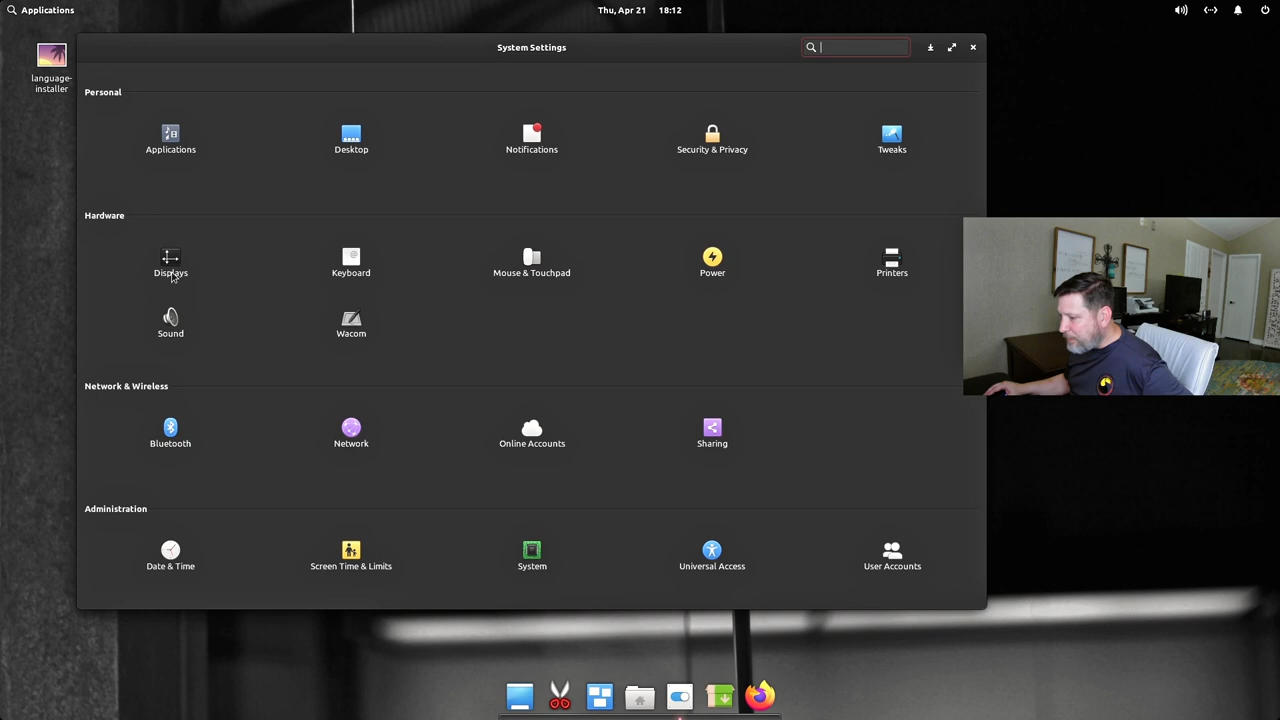 Applications
Thu, Apr 21 18:12
language-
installer
System Settings
Personal
Applications
Desktop
Notifications
Security & Privacy
Tweaks
Hardware
Displays
Keyboard
Mouse & Touchpad
Power
Printers
Sound
Wacom
Network & Wireless
Bluetooth
Network
Online Accounts
Sharing
Administration
Date & Time
Screen Time & Limits
System
Universal Access
User Accounts